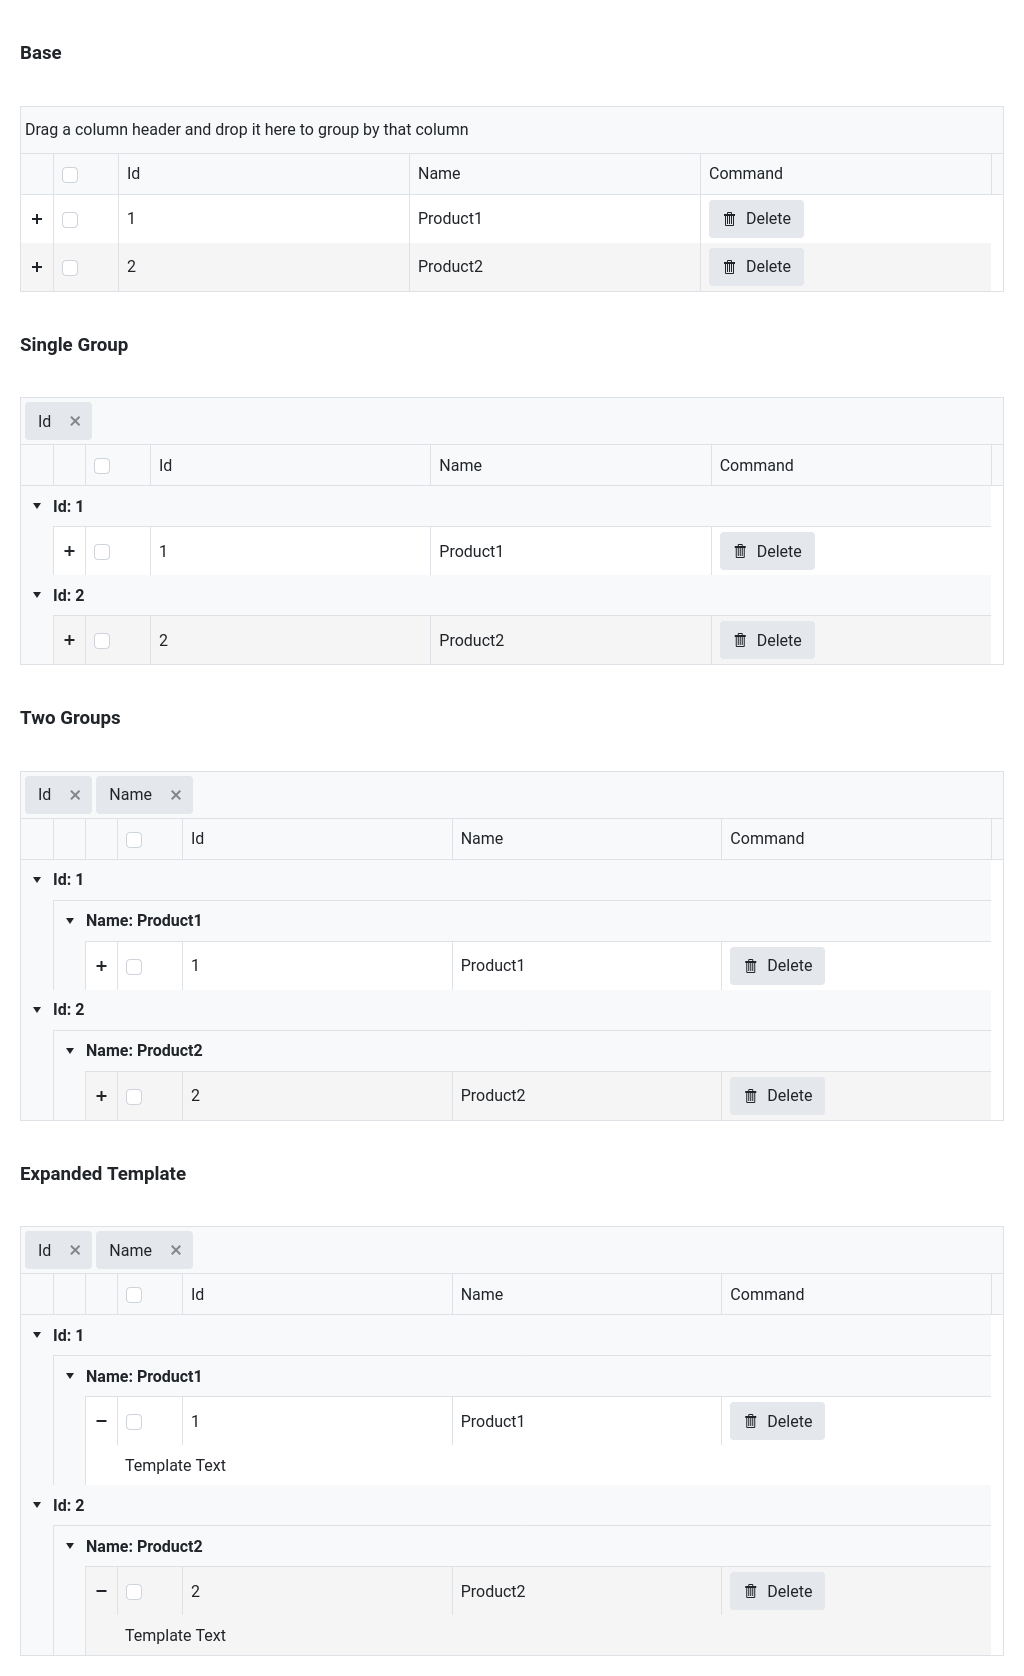 Base
Drag a column header and drop it here to group by that column
Id Name Command
1 Product1 Delete
2 Product2 Delete
Single Group
Id
Id Name Command
Id: 1
1 Product1 Delete
Id: 2
2 Product2 Delete
Two Groups
Id Name
Id Name Command
Id: 1
Name: Product1
1 Product1 Delete
Id: 2
Name: Product2
2 Product2 Delete
Expanded Template
Id Name
Id Name Command
Id: 1
Name: Product1
1 Product1 Delete
Template Text
Id: 2
Name: Product2
2 Product2 Delete
Template Text